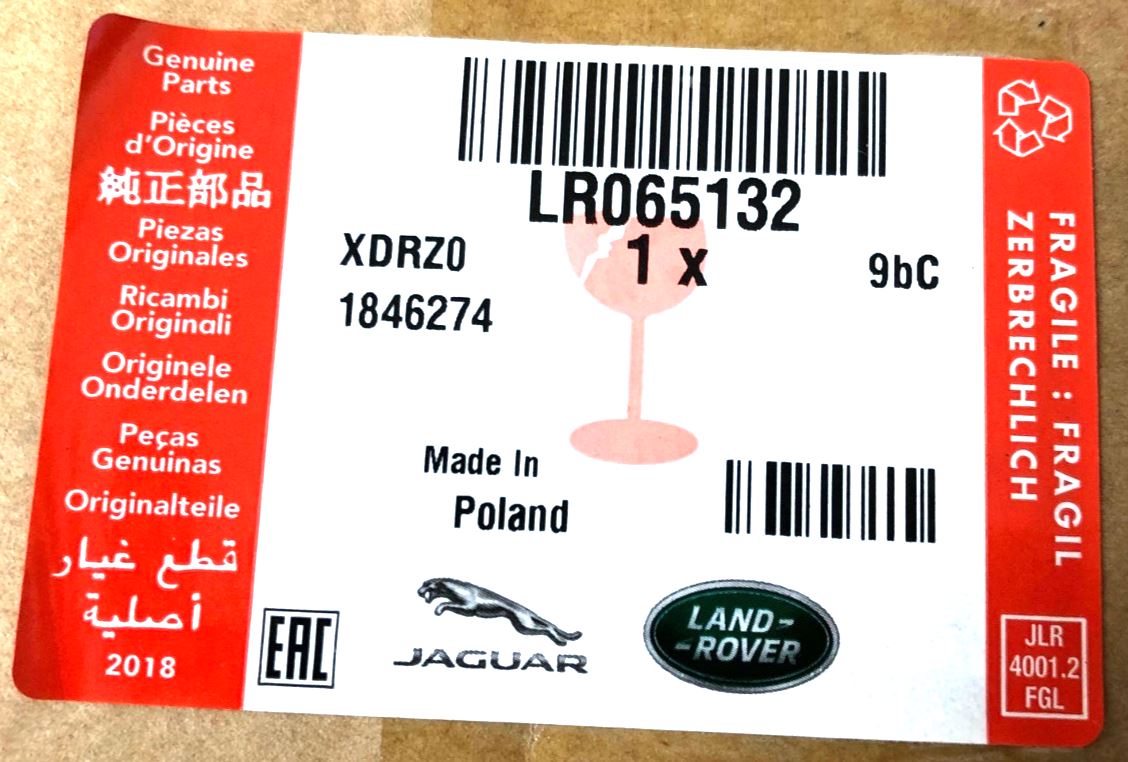 Genuine
Parts
Pièces
d'Origine
純正部品
Piezas
Originales
Ricambi
Originali
Originele
Onderdelen
Peças
Genuinas
Originalteile
قطع غيار
أصلية
2018
LR065132
XDRZ0
1 x
9bC
1846274
Made In
Poland
EAC
JAGUAR
LAND-
-ROVER
FRAGILE : FRAGIL
ZERBRECHLICH
JLR
4001.2
FGL